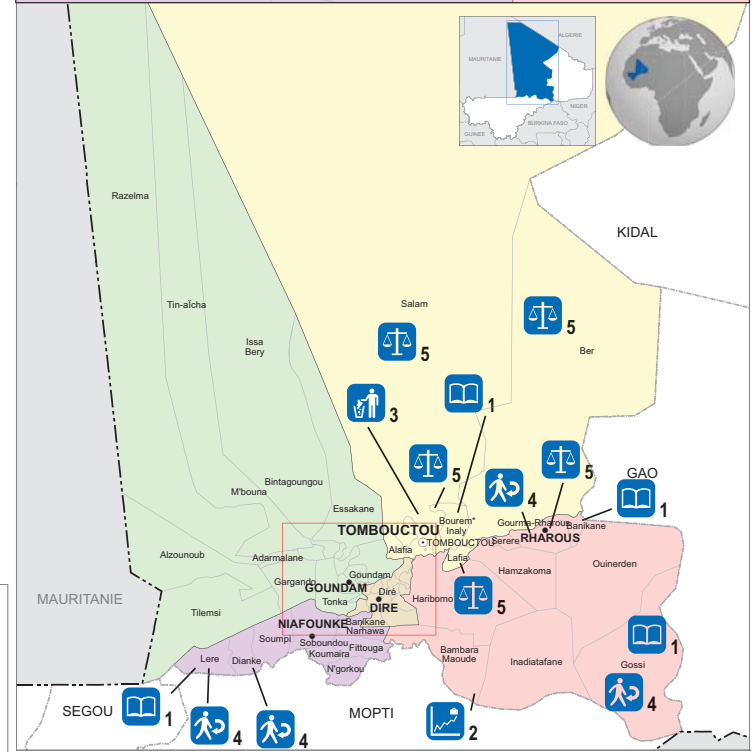 ALGERIE
MAURITANIE
NIGER
BURKINA FASO
GUINEE
Razelma
KIDAL
Tin-aïcha
Salam
5
Issa
Bery
5
Ber
3
1
5
5
4
GAO
1
Bintagoungou
M'bouna
Essakane
Bourem*
Inaly
Gourma-Rharous
Banikane
TOMBOUCTOU
TOMBOUCTOU
Serere
RHAROUS
Alzounoub
Adarmalane
Alafia
Lafia
Ouinerden
Hamzakoma
Gargando
Goundam
GOUNDAM
MAURITANIE
Tonka
Diré
DIRE
Haribomo
5
Tilemsi
NIAFOUNKE
Banikane
Narhawa
Soumpi
Soboundou
Koumaira
Fittouga
Lere
Dianke
N'gorkou
Bambara
Maoude
Inadiatafane
1
Gossi
4
SEGOU
1
4
4
MOPTI
2